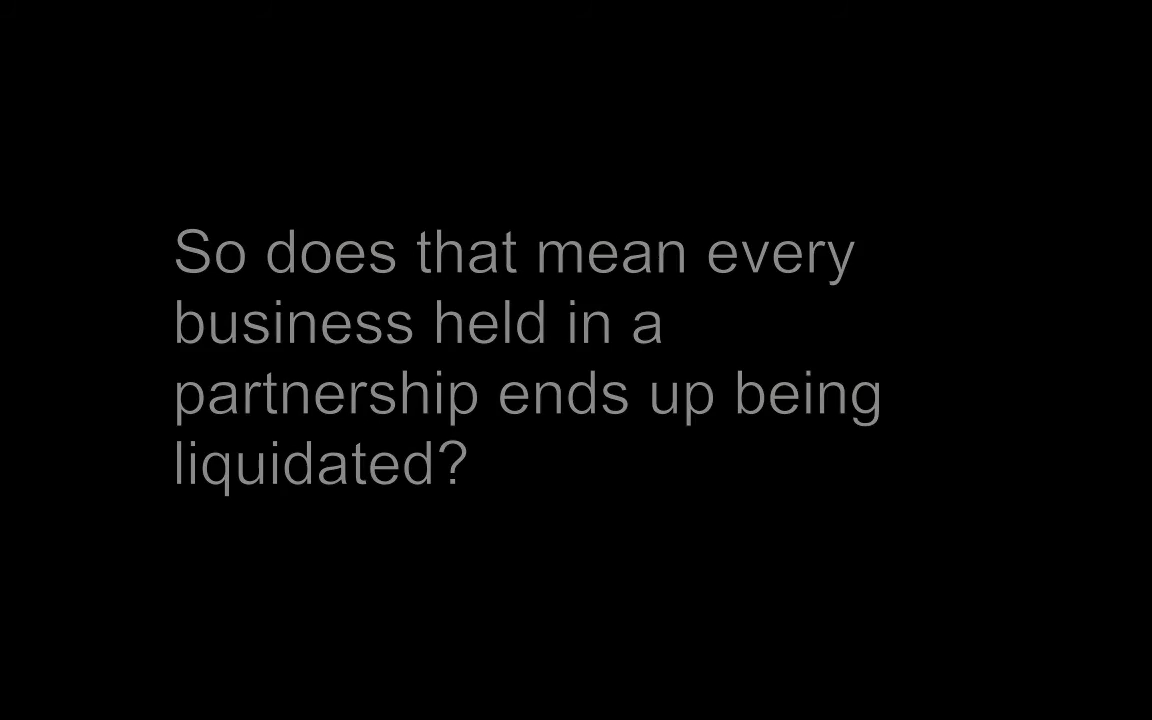 So does that mean every
business held in a
partnership ends up being
liquidated?